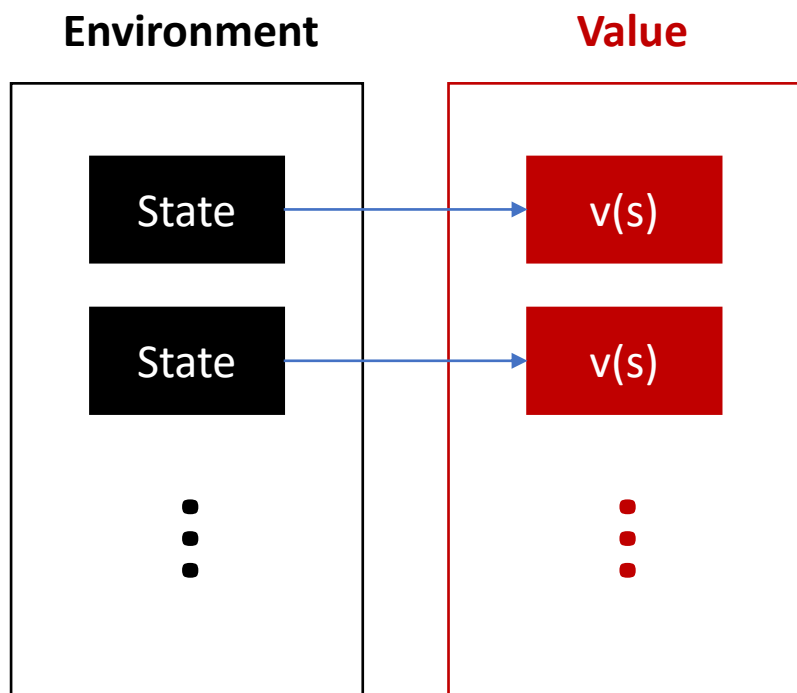 Environment
Value
State
v(s)
State
v(s)